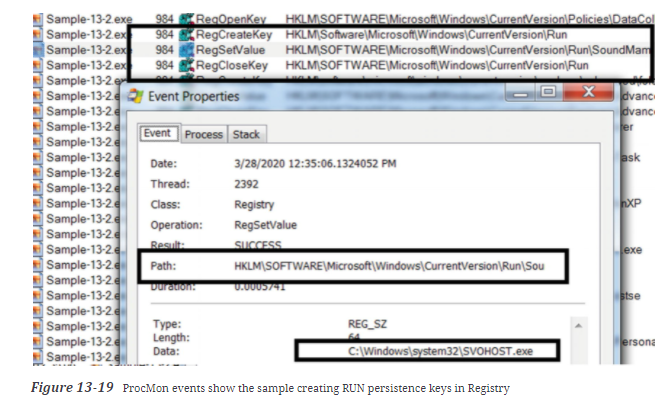 Sample-13-2.exe 984 RegOpenKey HKLM\SOFTWARE\Microsoft\Windows\CurrentVersion\Policies\DataCol
Sample-13-2.exe 984 RegCreateKey HKLM\Software\Microsoft\Windows\CurrentVersion\Run
Sample-13-2.exe 984 RegSetValue HKLM\SOFTWARE\Microsoft\Windows\CurrentVersion\Run\SoundMam
Sample-13-2.exe 984 RegCloseKey HKLM\SOFTWARE\Microsoft\Windows\CurrentVersion\Run
Sample-13-2.exe 984
Sample-13-2.e Event Properties dvance
Sample-13-2.e dvance
Sample-13-2.e Event Process Stack ver
Sample-13-2.e
Sample-13-2.e Date: 3/28/2020 12:35:06.1324052 PM ask
Sample-13-2.e Thread: 2392
Sample-13-2.e Class: Registry
Sample-13-2.e Operation: RegSetValue nXP
Sample-13-2.e
Sample-13-2.e Result: SUCCESS
Sample-13-2.e Path: HKLM\SOFTWARE\Microsoft\Windows\CurrentVersion\Run\Sou .exe
Sample-13-2.e Duration: 0.0005741
Sample-13-2.e stse
Sample-13-2.e Type: REG_SZ
Sample-13-2.e Length: 64
Sample-13-2.e Data: C:\Windows\system32\SVOHOST.exe ersona
Sample-13-2.e
Figure 13-19 ProcMon events show the sample creating RUN persistence keys in Registry